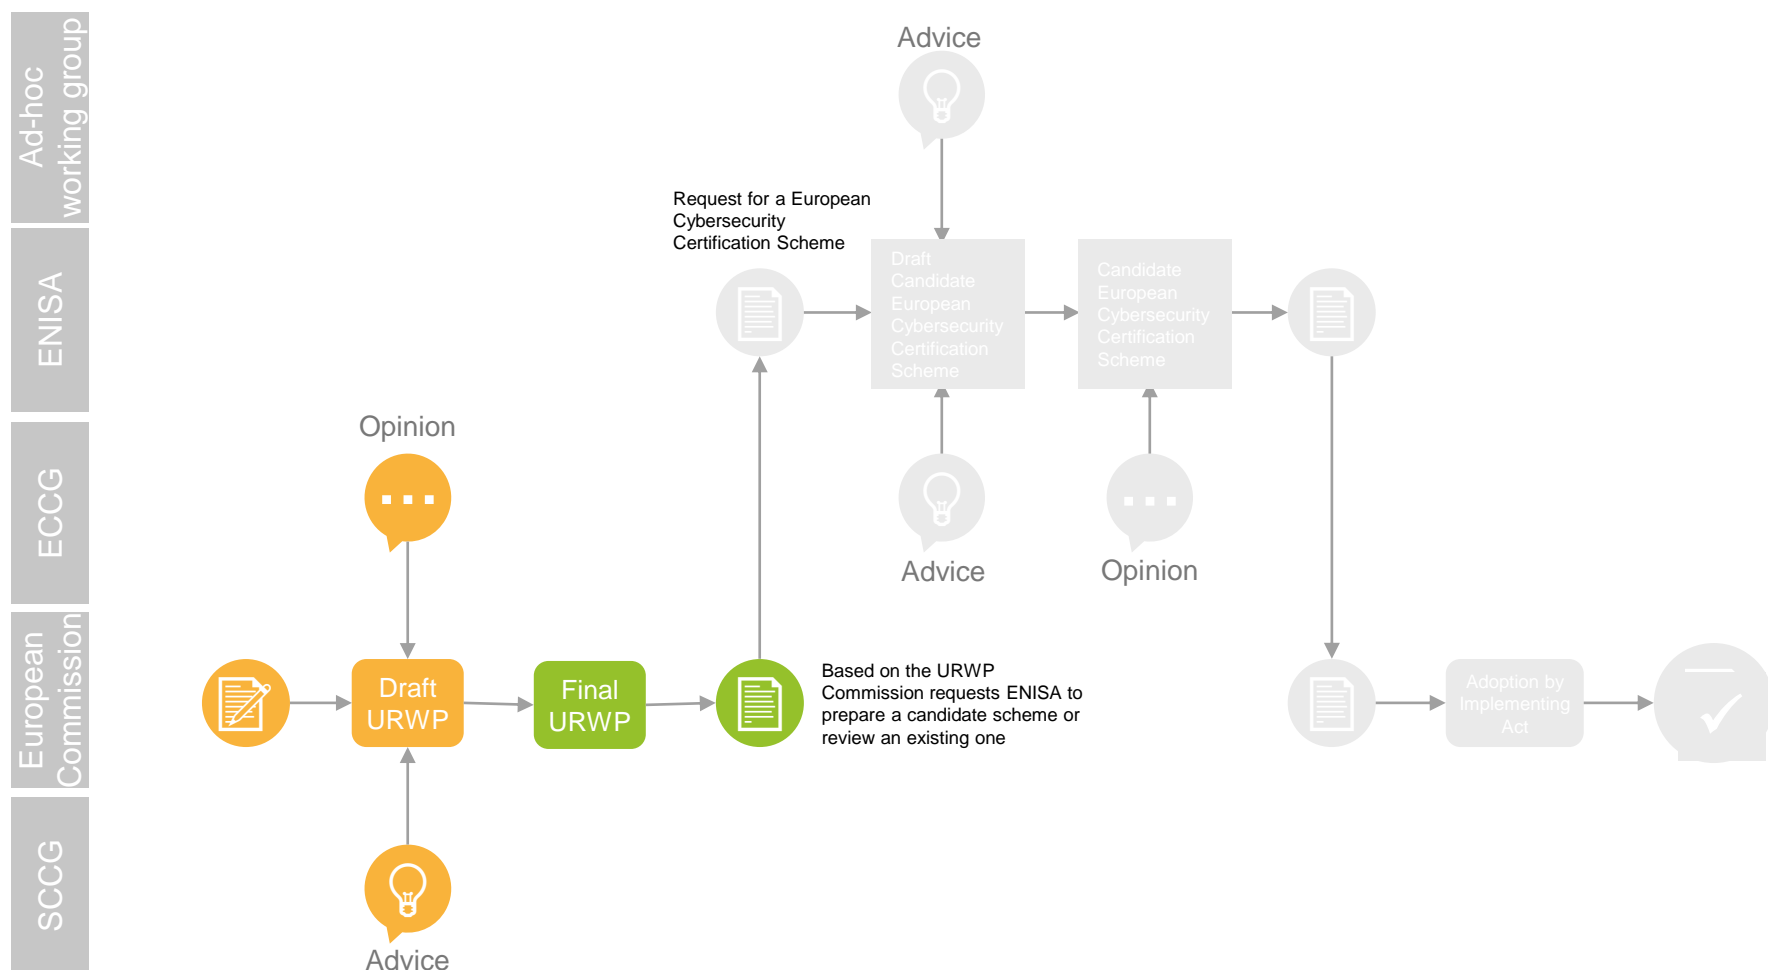 Ad-hoc
working group
Advice
Request for a European
Cybersecurity
Certification Scheme
ENISA
Draft
Candidate
European
Cybersecurity
Certification
Scheme
Candidate
European
Cybersecurity
Certification
Scheme
ECCG
Opinion
Advice
Opinion
European
Commission
Draft
URWP
Final
URWP
Based on the URWP
Commission requests ENISA to
prepare a candidate scheme or
review an existing one
Adoption by
Implementing
Act
SCCG
Advice